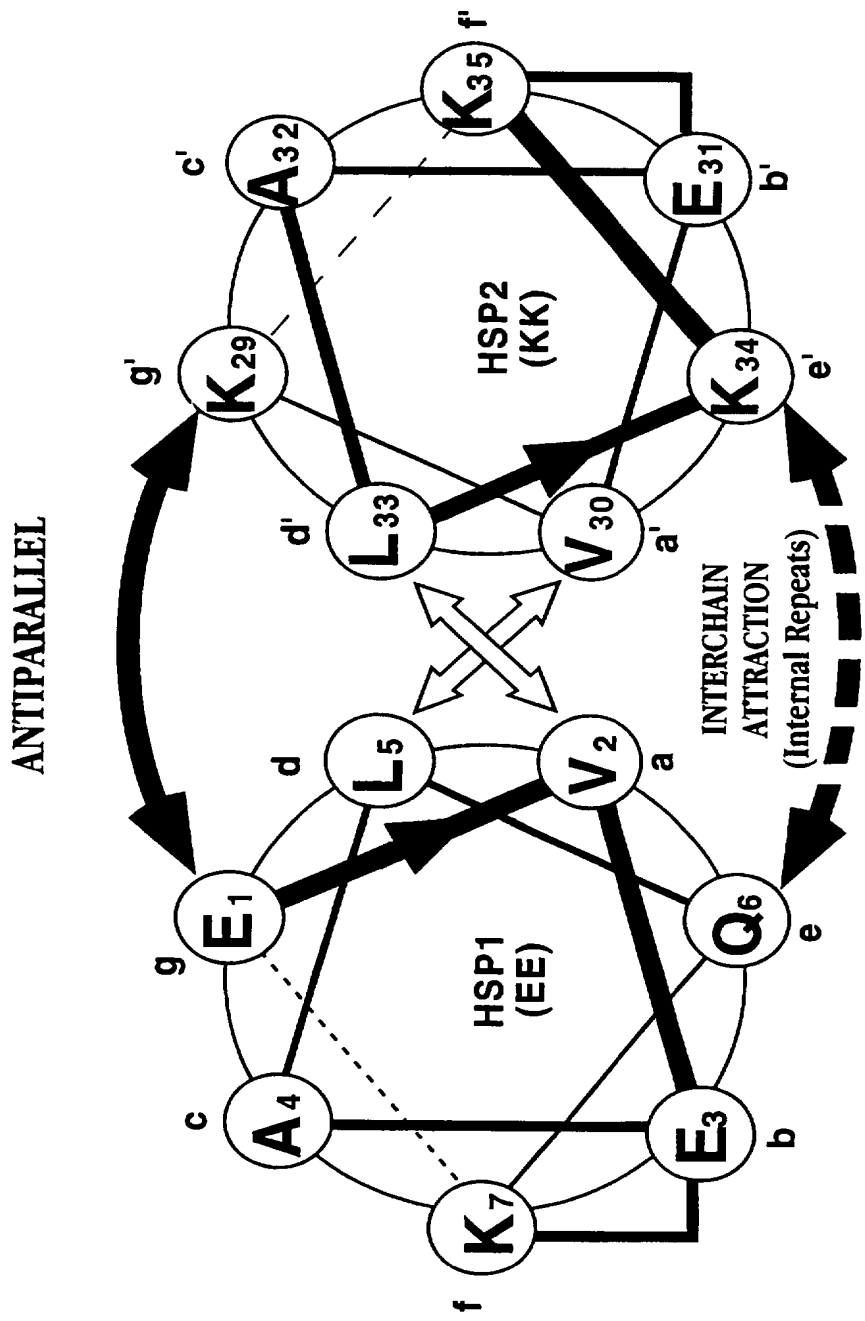 ANTIPARALLEL
g
E1
d
L5
a
V2
e
Q6
b
E3
f
K7
c
A4
HSP1
(EE)
g'
K29
c'
A32
f'
K35
b'
E31
e'
K34
a'
V30
d'
L33
HSP2
(KK)
INTERCHAIN
ATTRACTION
(Internal Repeats)